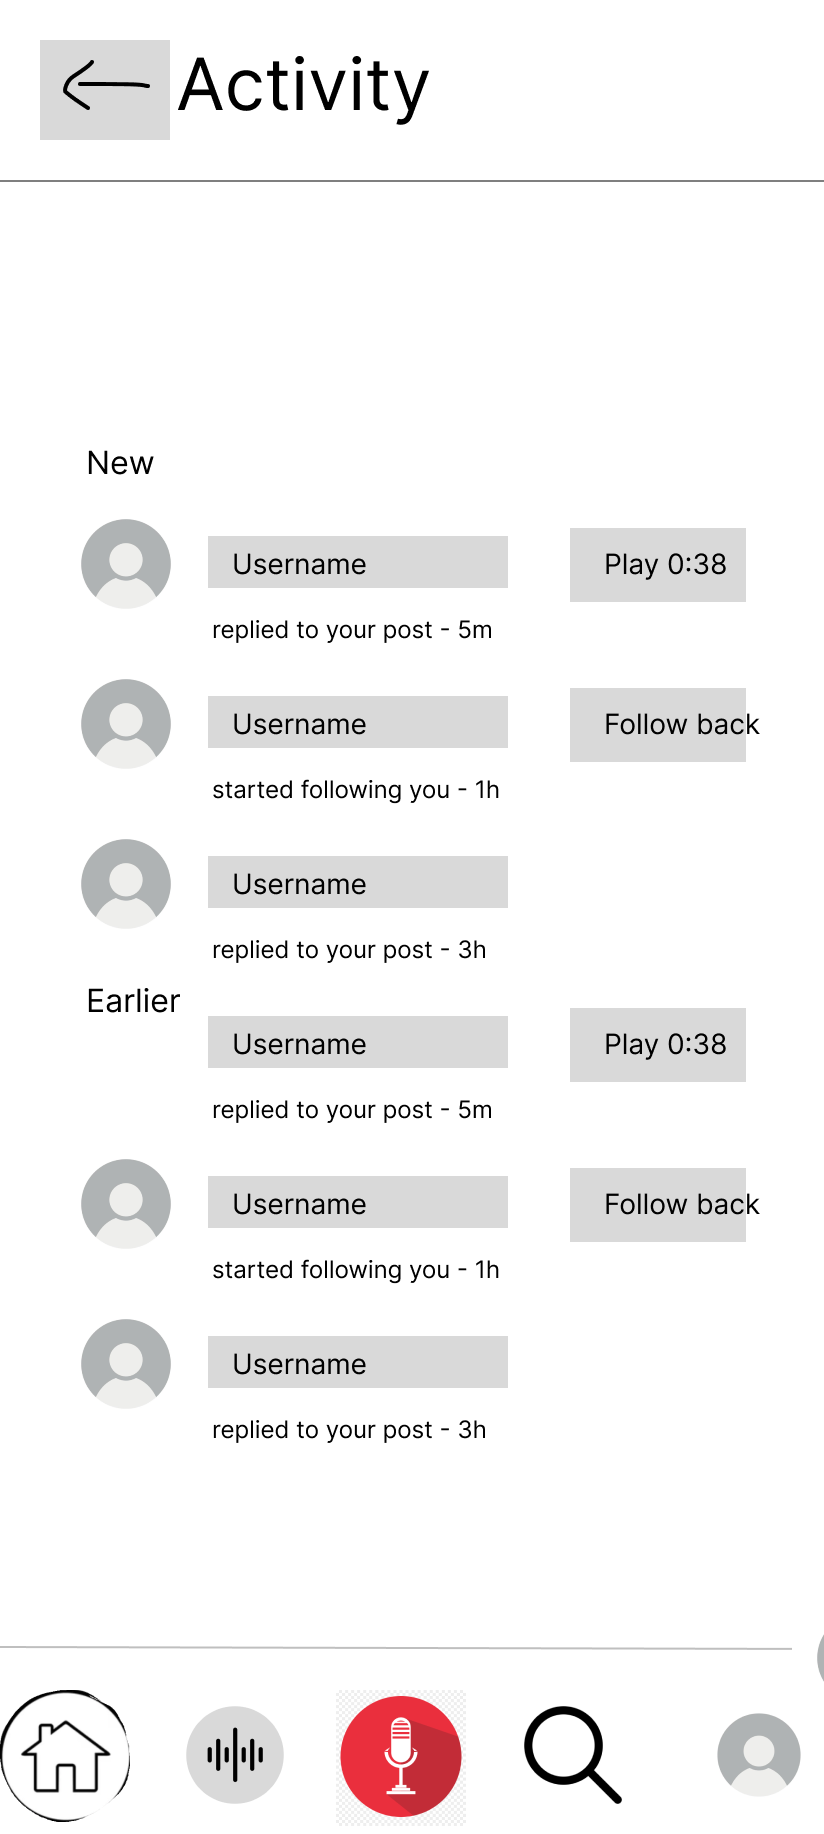 Activity
New
Username
Play 0:38
replied to your post - 5m
Username
Follow back
started following you - 1h
Username
replied to your post - 3h
Earlier
Username
Play 0:38
replied to your post - 5m
Username
Follow back
started following you - 1h
Username
replied to your post - 3h